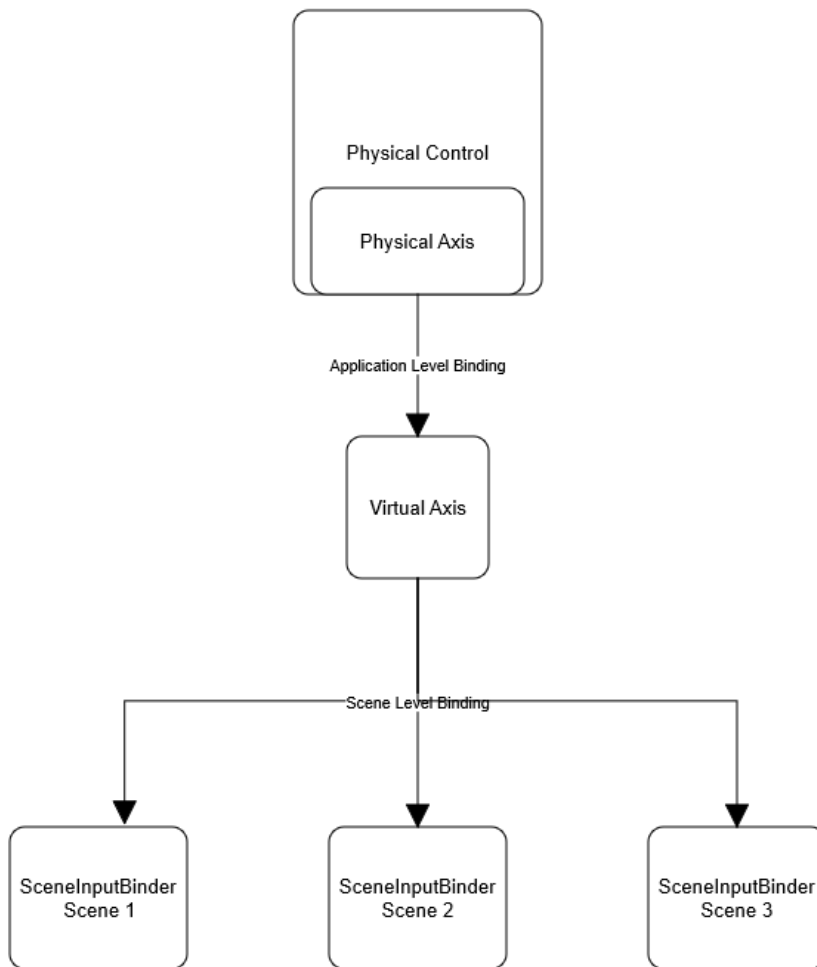 Physical Control
Physical Axis
Application Level Binding
Virtual Axis
Scene Level Binding
SceneInputBinder
Scene 1
SceneInputBinder
Scene 2
SceneInputBinder
Scene 3